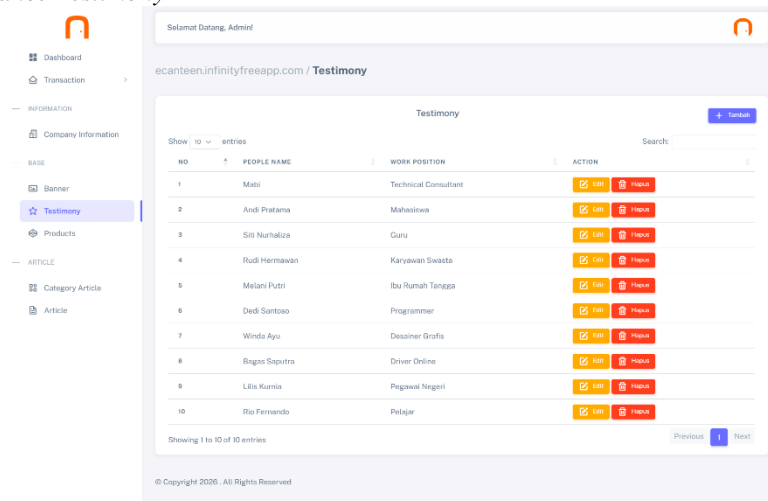 Selamat Datang, Admin!
Dashboard
Transaction
INFORMATION
Company Information
BASE
Banner
Testimony
Products
ARTICLE
Category Article
Article
ecanteen.infinityfreeapp.com / Testimony
Testimony
+ Tambah
Show 10 entries
Search:
NO PEOPLE NAME WORK POSITION ACTION
1 Mabi Technical Consultant Edit Hapus
2 Andi Pratama Mahasiswa Edit Hapus
3 Siti Nurhaliza Guru Edit Hapus
4 Rudi Hermawan Karyawan Swasta Edit Hapus
5 Melani Putri Ibu Rumah Tangga Edit Hapus
6 Dedi Santoso Programmer Edit Hapus
7 Winda Ayu Desainer Grafis Edit Hapus
8 Bagas Saputra Driver Online Edit Hapus
9 Lilis Kurnia Pegawai Negeri Edit Hapus
10 Rio Fernando Pelajar Edit Hapus
Showing 1 to 10 of 10 entries
Previous 1 Next
© Copyright 2026 . All Rights Reserved